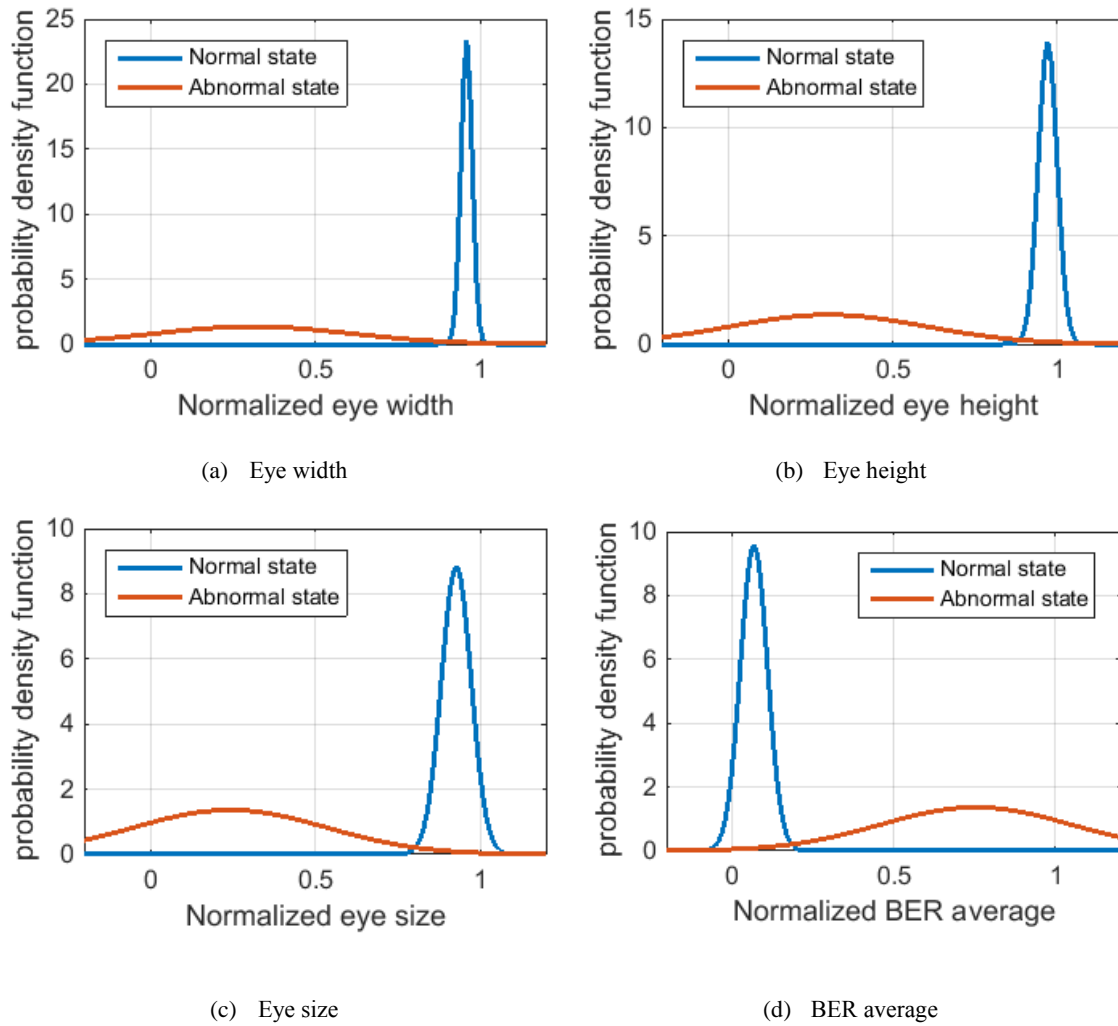 25
20
15
10
5
0
probability density function
Normal state
Abnormal state
0
0.5
1
Normalized eye width
(a) Eye width
15
10
5
0
probability density function
Normal state
Abnormal state
0
0.5
1
Normalized eye height
(b) Eye height
10
8
6
4
2
0
probability density function
Normal state
Abnormal state
0
0.5
1
Normalized eye size
(c) Eye size
10
8
6
4
2
0
probability density function
Normal state
Abnormal state
0
0.5
1
Normalized BER average
(d) BER average